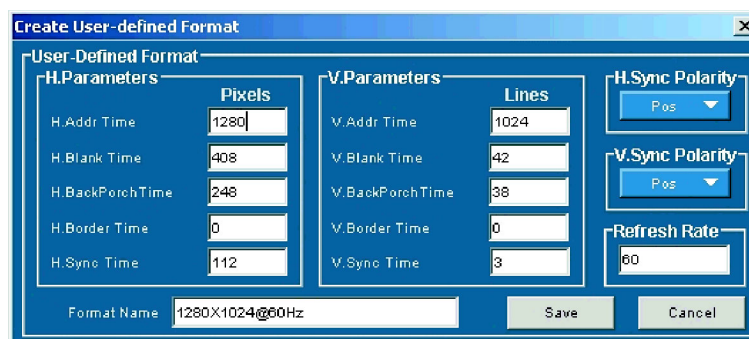 Create User-defined Format
User-Defined Format
H.Parameters
Pixels
H.Addr Time 1280
H.Blank Time 408
H.BackPorchTime 248
H.Border Time 0
H.Sync Time 112
V.Parameters
Lines
V.Addr Time 1024
V.Blank Time 42
V.BackPorchTime 38
V.Border Time 0
V.Sync Time 3
H.Sync Polarity
Pos
V.Sync Polarity
Pos
Refresh Rate
60
Format Name 1280X1024@60Hz
Save
Cancel